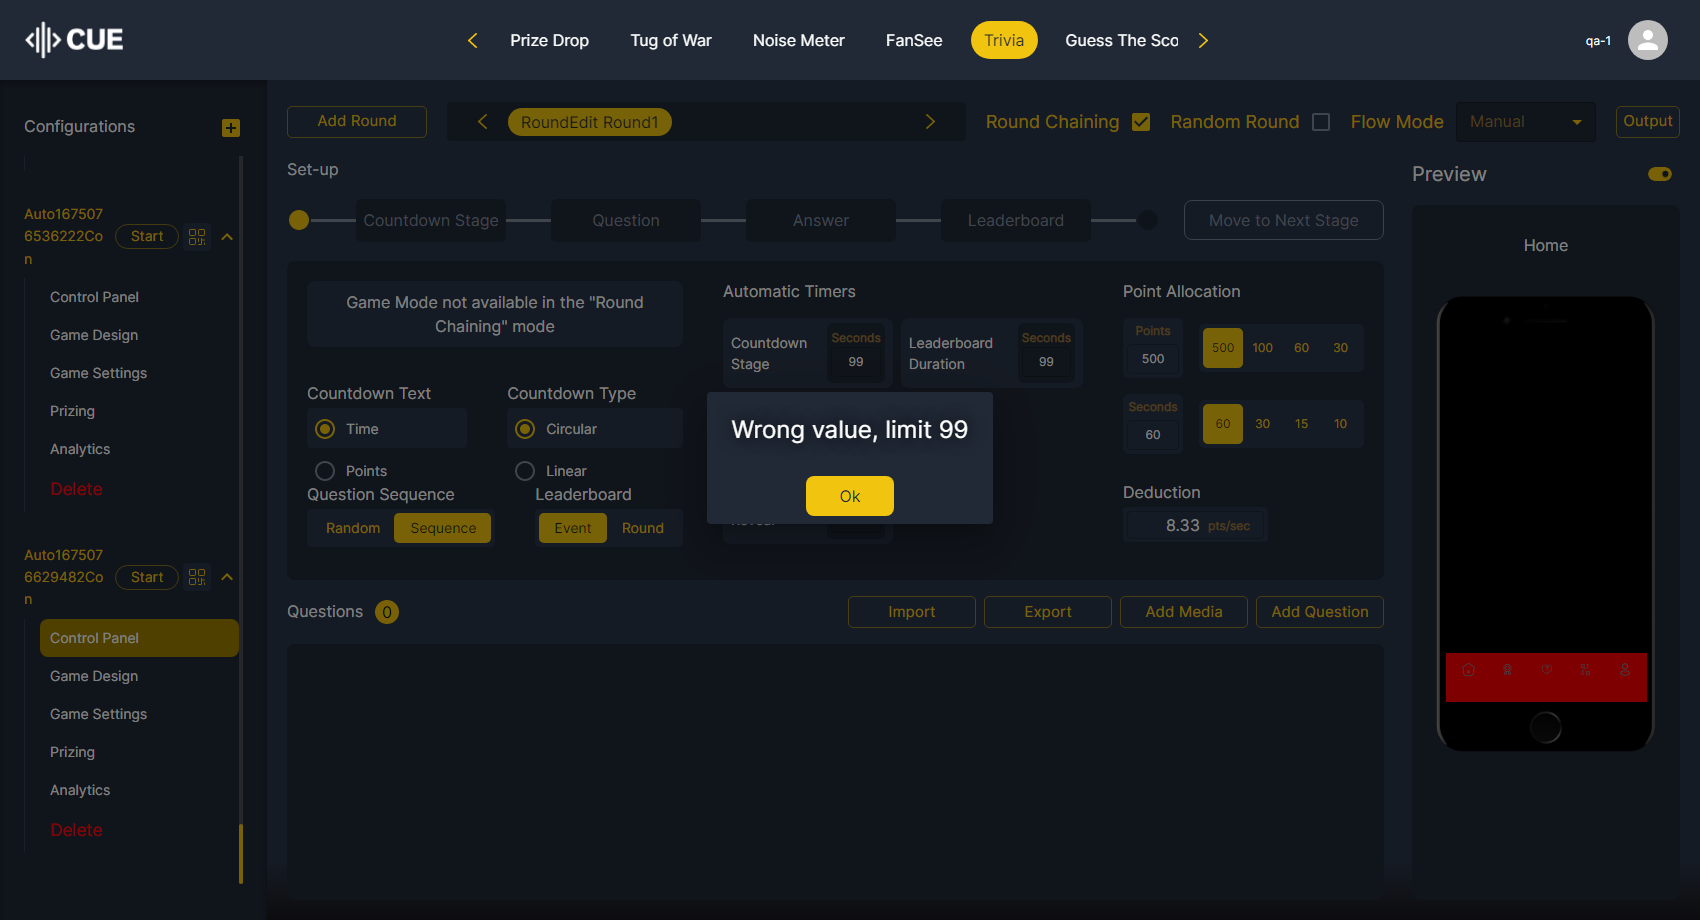 CUE
Prize Drop
Tug of War
Noise Meter
FanSee
Trivia
Guess The Sco
qa-1
Configurations
Auto167507
6536222Co
n
Start
Control Panel
Game Design
Game Settings
Prizing
Analytics
Delete
Auto167507
6629482Co
n
Start
Control Panel
Game Design
Game Settings
Prizing
Analytics
Delete
Add Round
RoundEdit Round1
Round Chaining
Random Round
Flow Mode
Manual
Output
Set-up
Countdown Stage
Question
Answer
Leaderboard
Move to Next Stage
Game Mode not available in the "Round
Chaining" mode
Countdown Text
Time
Points
Countdown Type
Circular
Linear
Question Sequence
Random
Sequence
Leaderboard
Event
Round
Automatic Timers
Countdown
Stage
Seconds
99
Leaderboard
Duration
Seconds
99
Wrong value, limit 99
Ok
Point Allocation
Points
500
500
100
60
30
Seconds
60
60
30
15
10
Deduction
8.33 pts/sec
Questions
0
Import
Export
Add Media
Add Question
Preview
Home